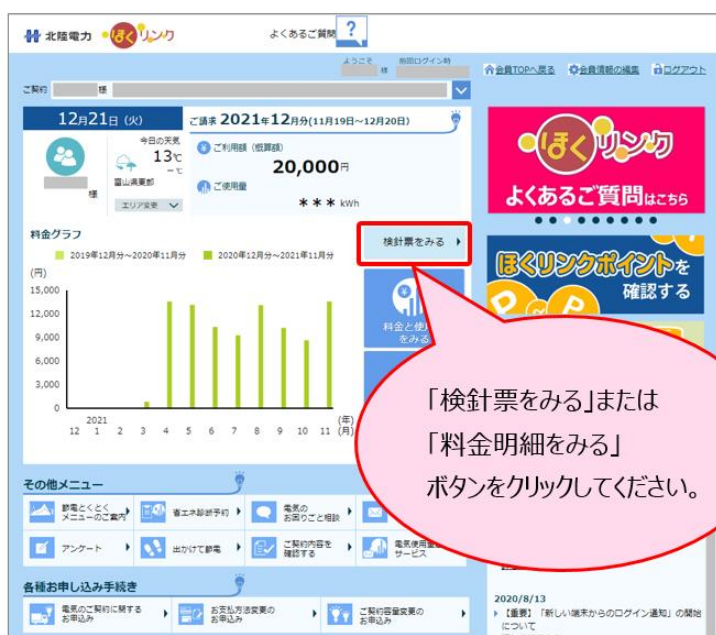 北陸電力 ほくリンク
よくあるご質問 ?
ようこそ 前回ログイン時
様
会員TOPへ戻る 会員情報の編集 ログアウト
ご契約 様
12月21日 (火)
今日の天気
13℃
-℃
富山県東部
様
エリア変更
ご請求 2021年12月分(11月19日～12月20日)
ご利用額 (概算額)
20,000円
ご使用量
*** kWh
ほくリンク
よくあるご質問はこちら
料金グラフ
2019年12月分～2020年11月分 2020年12月分～2021年11月分
検針票をみる
(円)
15,000
12,000
9,000
6,000
3,000
0
2021 (年)
12 1 2 3 4 5 6 7 8 9 10 11 (月)
料金と使用
をみる
ほくリンクポイントを
確認する
「検針票をみる」または
「料金明細をみる」
ボタンをクリックしてください。
その他メニュー
節電とくとく
メニューのご案内
省エネ診断予約
電気の
お困りごと相談
アンケート
出かけて節電
ご契約内容を
確認する
電気使用量
サービス
各種お申し込み手続き
電気のご契約に関する
お申込み
お支払方法変更の
お申込み
ご契約容量変更の
お申込み
2020/8/13
【重要】「新しい端末からのログイン通知」の開始
について